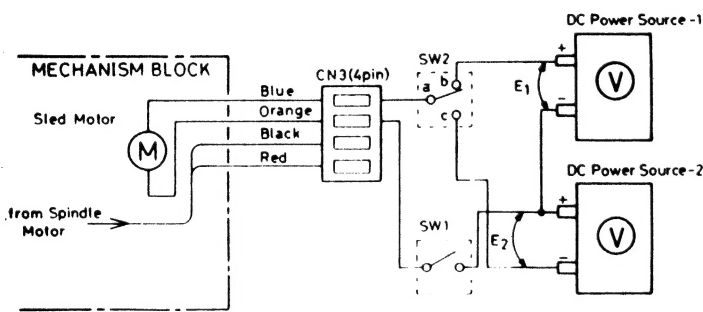 DC Power Source-1
MECHANISM BLOCK
CN3(4pin)
SW2
+
Blue
a
b
E1
V
Sled Motor
Orange
−
c
M
Black
Red
DC Power Source-2
+
from Spindle
Motor
SW1
E2
V
−